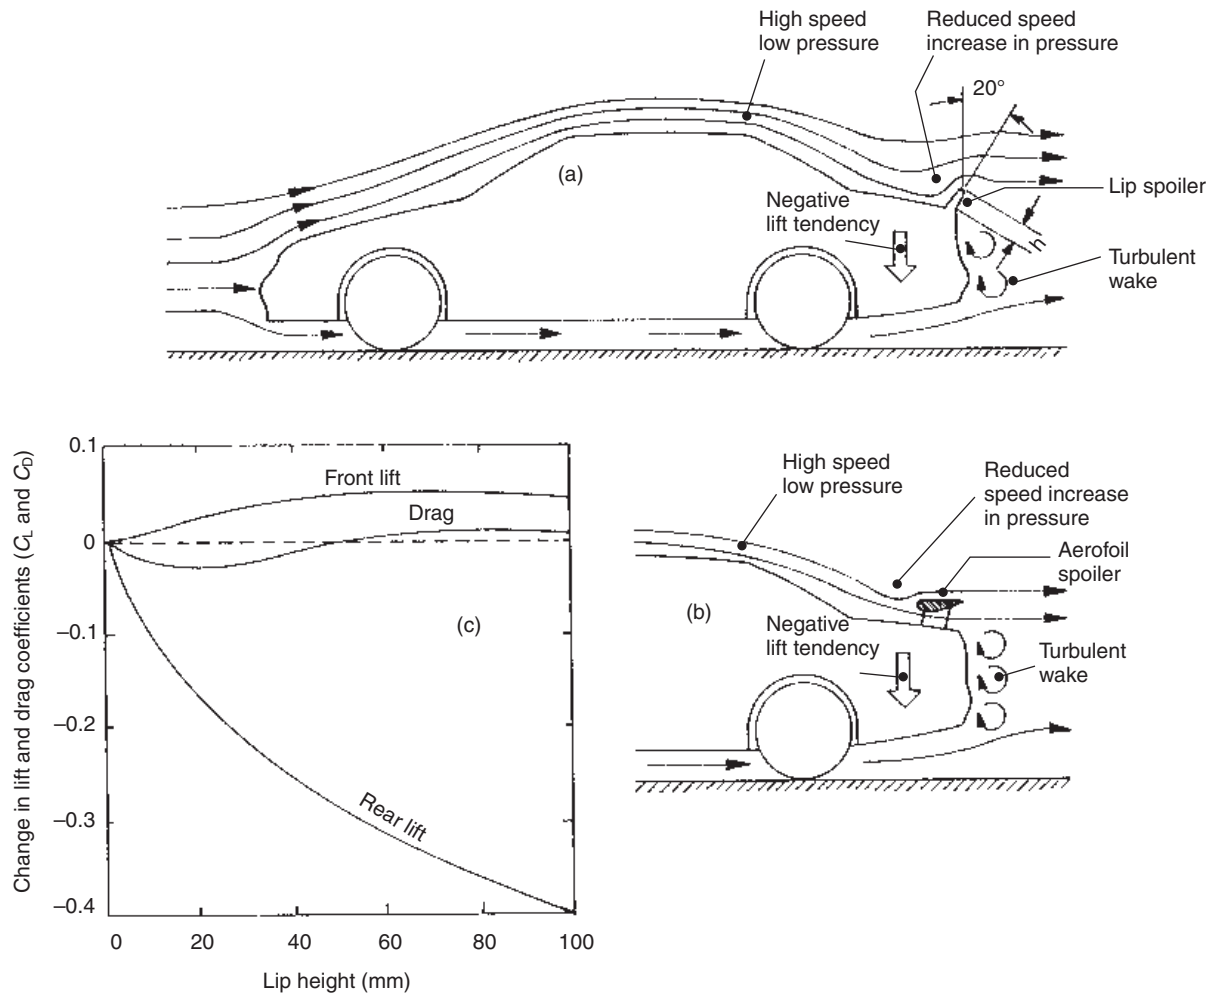 High speed
low pressure
Reduced speed
increase in pressure
20°
(a)
Lip spoiler
Negative
lift tendency
h
Turbulent
wake
Change in lift and drag coefficients (CL and CD)
0.1
0
–0.1
–0.2
–0.3
–0.4
Front lift
Drag
(c)
Rear lift
0 20 40 60 80 100
Lip height (mm)
High speed
low pressure
Reduced
speed increase
in pressure
Aerofoil
spoiler
(b)
Negative
lift tendency
Turbulent
wake